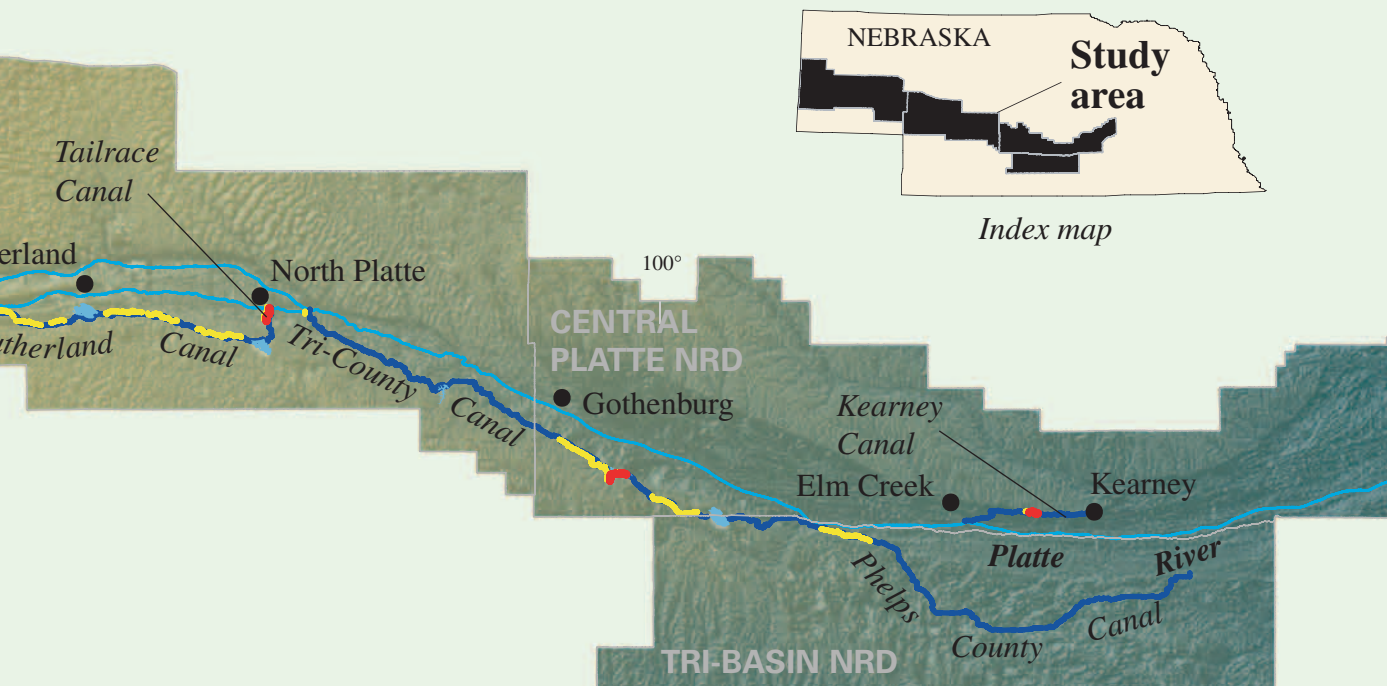 NEBRASKA
Study
area
Index map
Tailrace
Canal
erland
North Platte
100°
CENTRAL
PLATTE NRD
utherland
Canal
Tri-County
Canal
Gothenburg
Kearney
Canal
Elm Creek
Kearney
Platte
River
Phelps
County
Canal
TRI-BASIN NRD